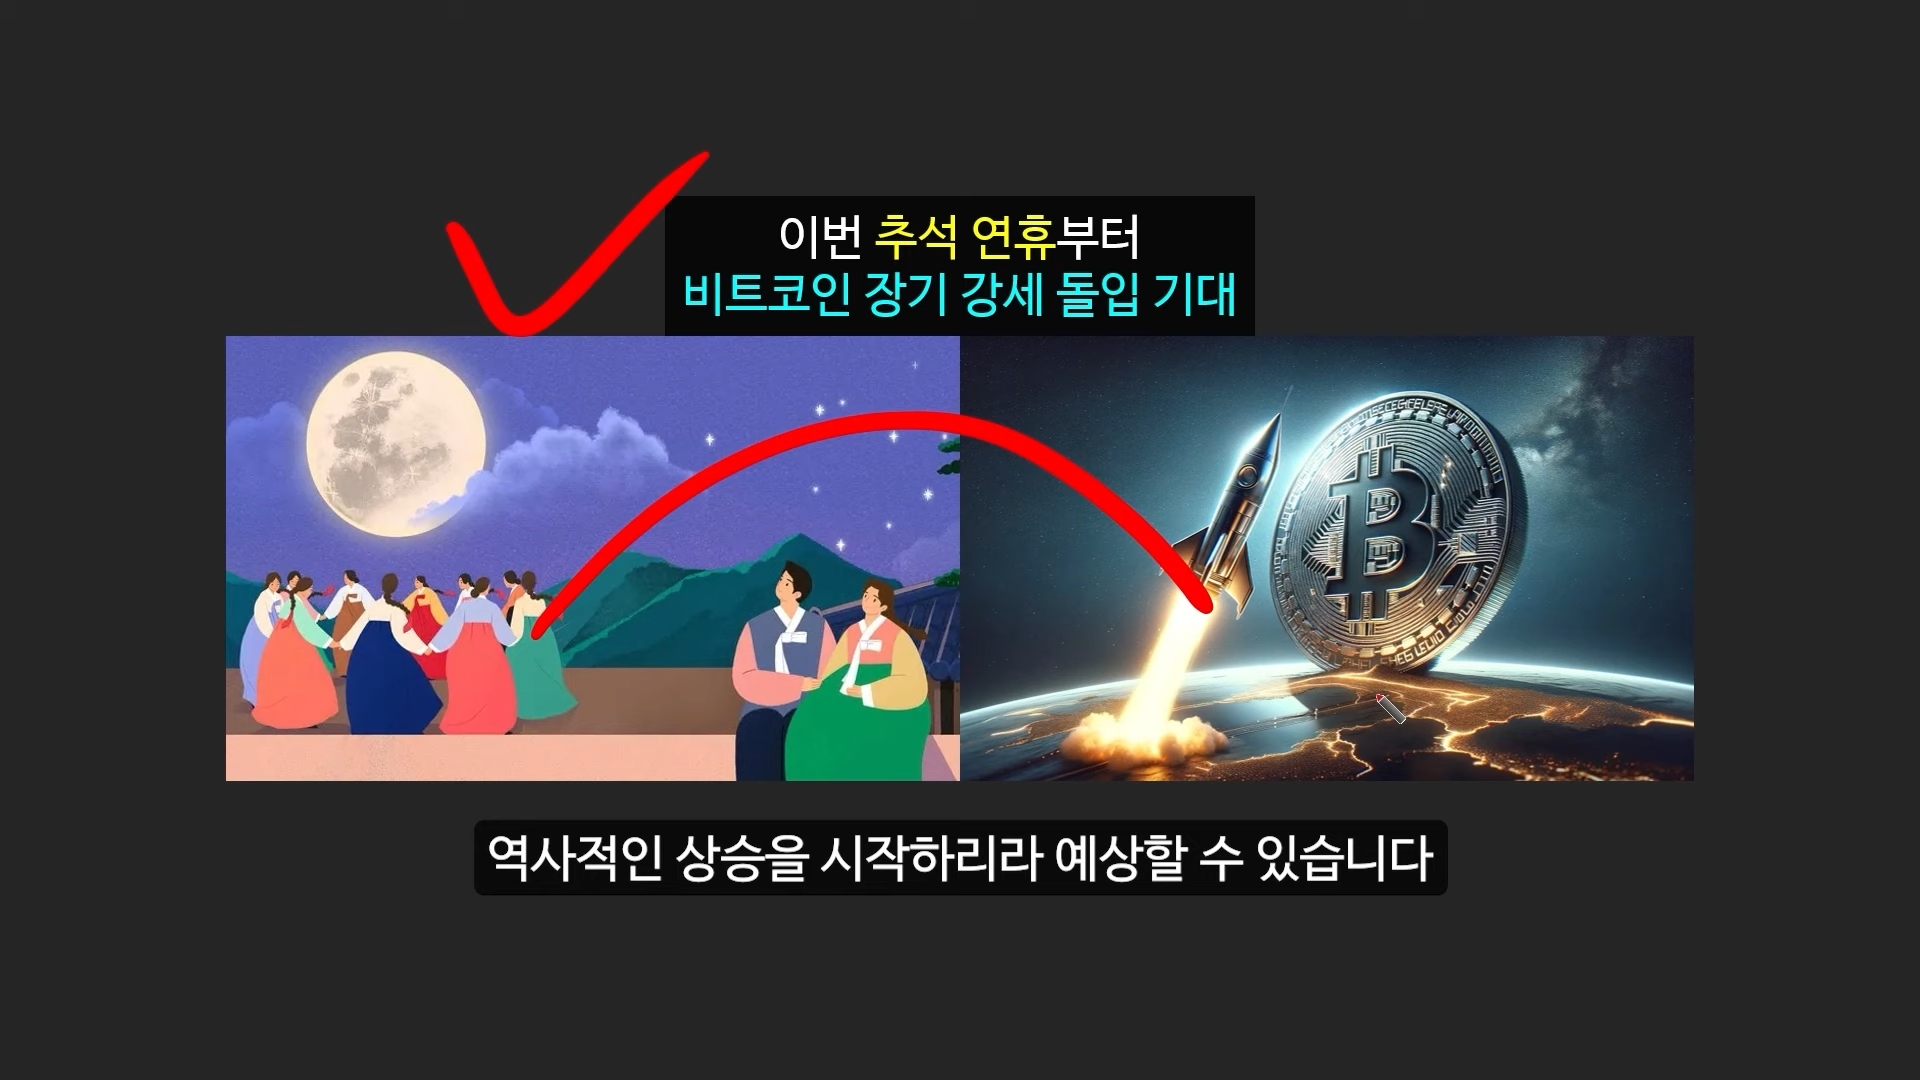 이번 추석 연휴부터
비트코인 장기 강세 돌입 기대
역사적인 상승을 시작하리라 예상할 수 있습니다